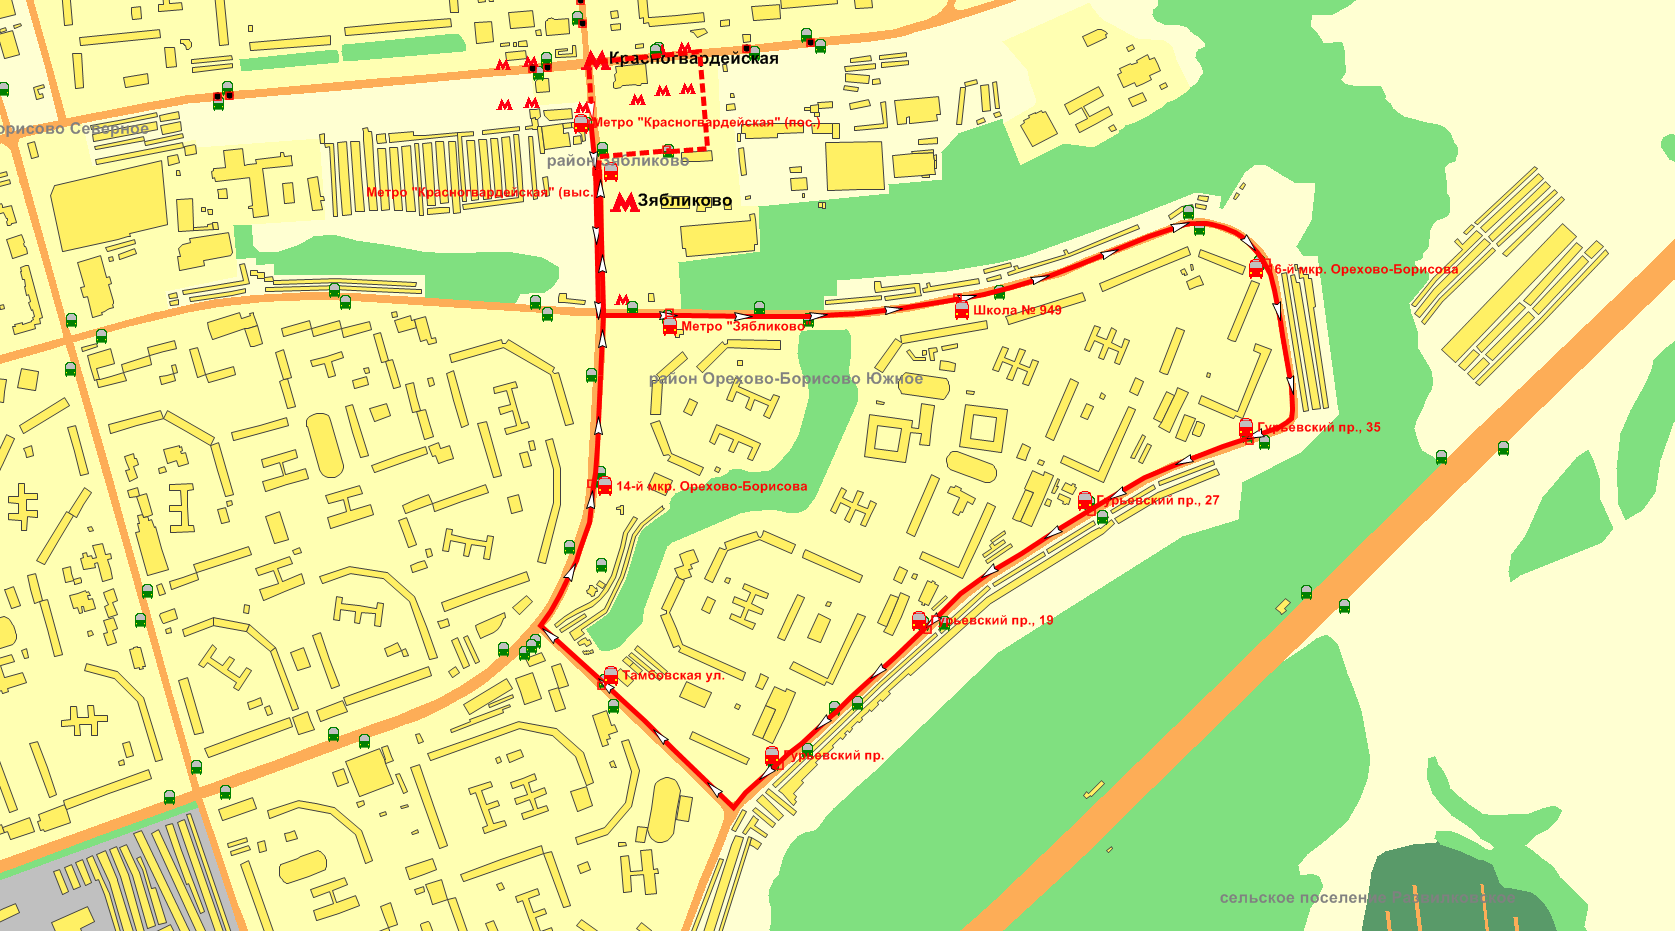 Красногвардейская
Метро "Красногвардейская" (пос.)
орисово Северное
район Зябликово
Метро "Красногвардейская" (выс.
Зябликово
6-й мкр. Орехово-Борисова
Школа № 949
Метро "Зябликово"
район Орехово-Борисово Южное
Гурьевский пр., 35
14-й мкр. Орехово-Борисова
Гурьевский пр., 27
Гурьевский пр., 19
Тамбовская ул.
Гурьевский пр.
сельское поселение